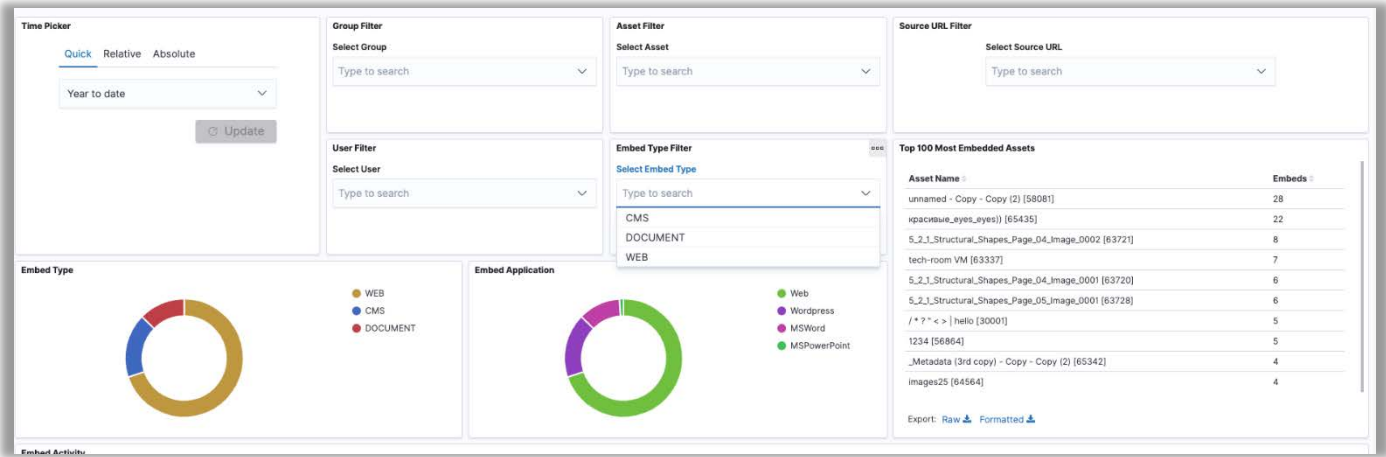 Time Picker
Quick Relative Absolute
Year to date
Update
Group Filter
Select Group
Type to search
Asset Filter
Select Asset
Type to search
Source URL Filter
Select Source URL
Type to search
User Filter
Select User
Type to search
Embed Type Filter
Select Embed Type
Type to search
CMS
DOCUMENT
WEB
Top 100 Most Embedded Assets
Asset Name Embeds
unnamed - Copy - Copy (2) [58081] 28
красивые_eyes_eyes)) [65435] 22
5_2_1_Structural_Shapes_Page_04_Image_0002 [63721] 8
tech-room VM [63337] 7
5_2_1_Structural_Shapes_Page_04_Image_0001 [63720] 6
5_2_1_Structural_Shapes_Page_05_Image_0001 [63728] 6
/ * ? " < > | hello [30001] 5
1234 [56864] 5
_Metadata (3rd copy) - Copy - Copy (2) [65342] 4
images25 [64564] 4
Export: Raw Formatted
Embed Type
WEB
CMS
DOCUMENT
Embed Application
Web
Wordpress
MSWord
MSPowerPoint
Embed Activity